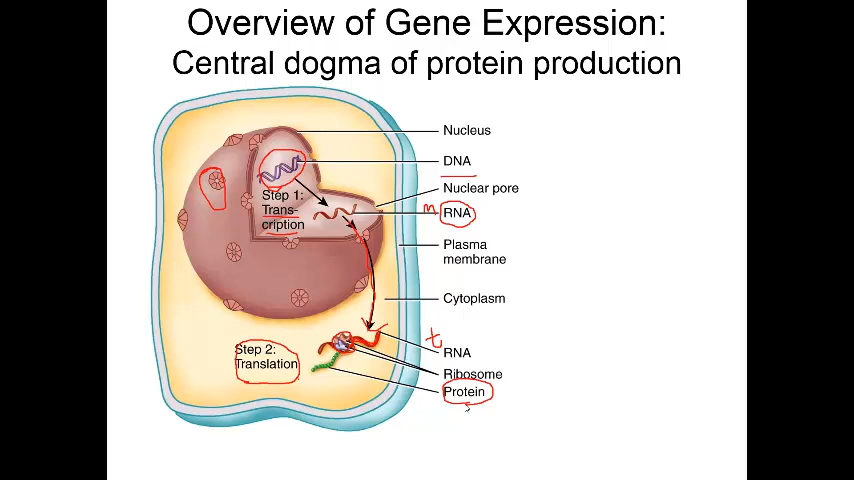 Overview of Gene Expression:
Central dogma of protein production
Nucleus
DNA
Nuclear pore
Step 1:
Trans-
cription
m RNA
Plasma
membrane
Cytoplasm
t
RNA
Step 2:
Translation
Ribosome
Protein